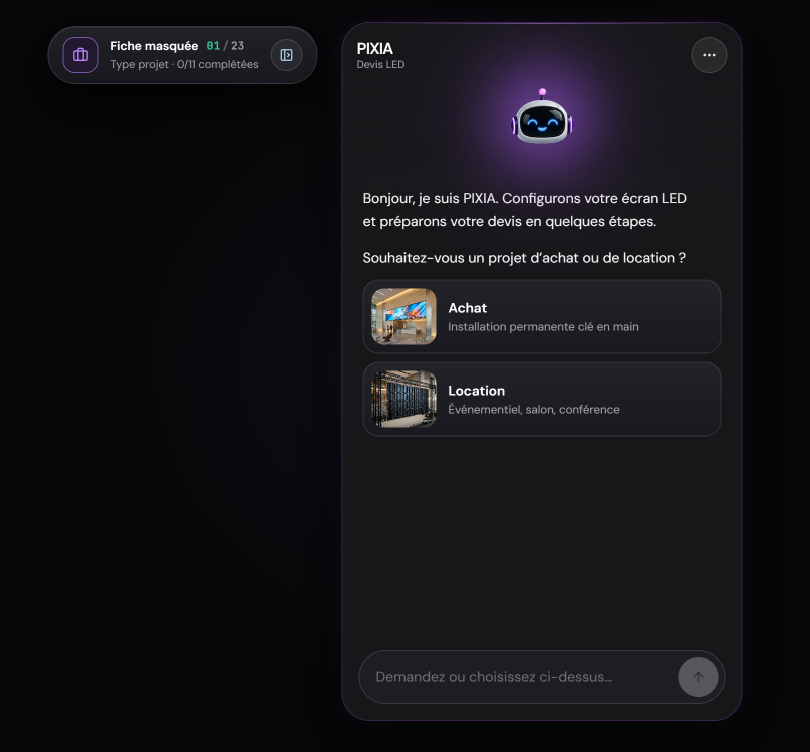 Fiche masquée 01 / 23
Type projet · 0/11 complétées
PIXIA
Devis LED
Bonjour, je suis PIXIA. Configurons votre écran LED
et préparons votre devis en quelques étapes.
Souhaitez-vous un projet d’achat ou de location ?
Achat
Installation permanente clé en main
Location
Événementiel, salon, conférence
Demandez ou choisissez ci-dessus...